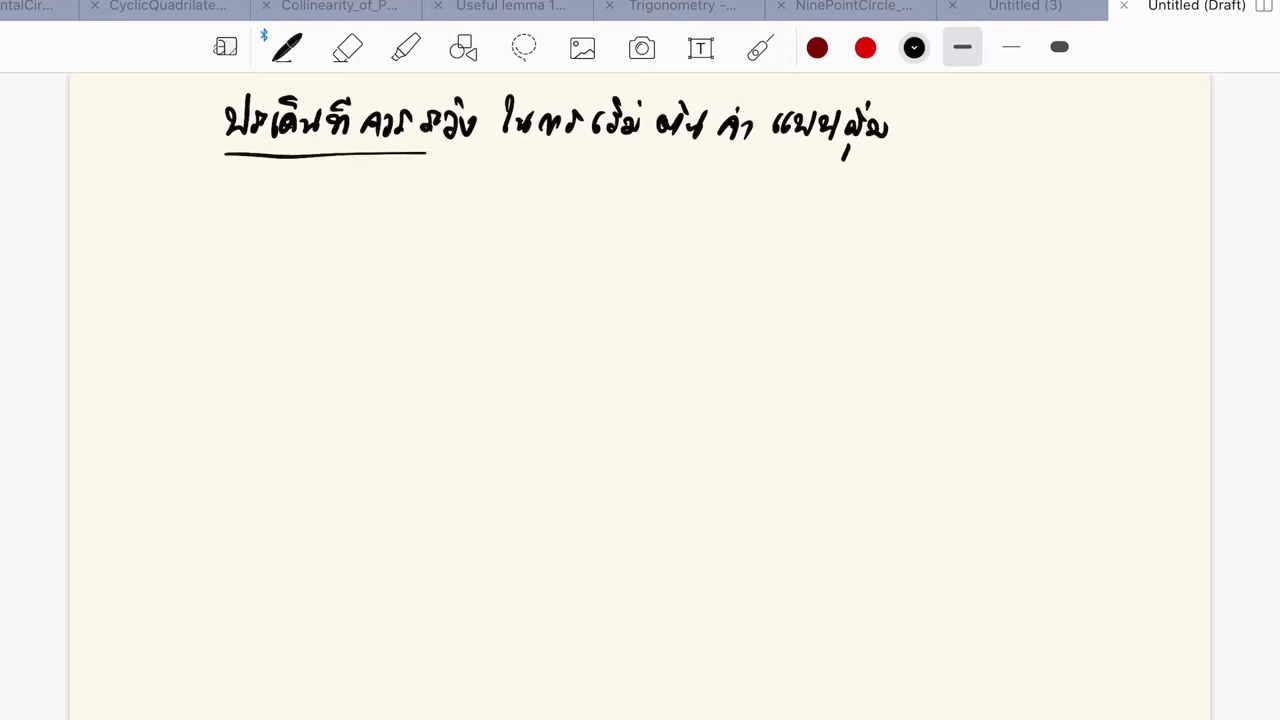 ntalCir... CyclicQuadrilate... Collinearity_of_P... Useful lemma 1... Trigonometry -... NinePointCircle_... Untitled (3) Untitled (Draft)
T
ประเด็นที่ควรระวัง ในการเริ่มต้นค่า แบบสุ่ม